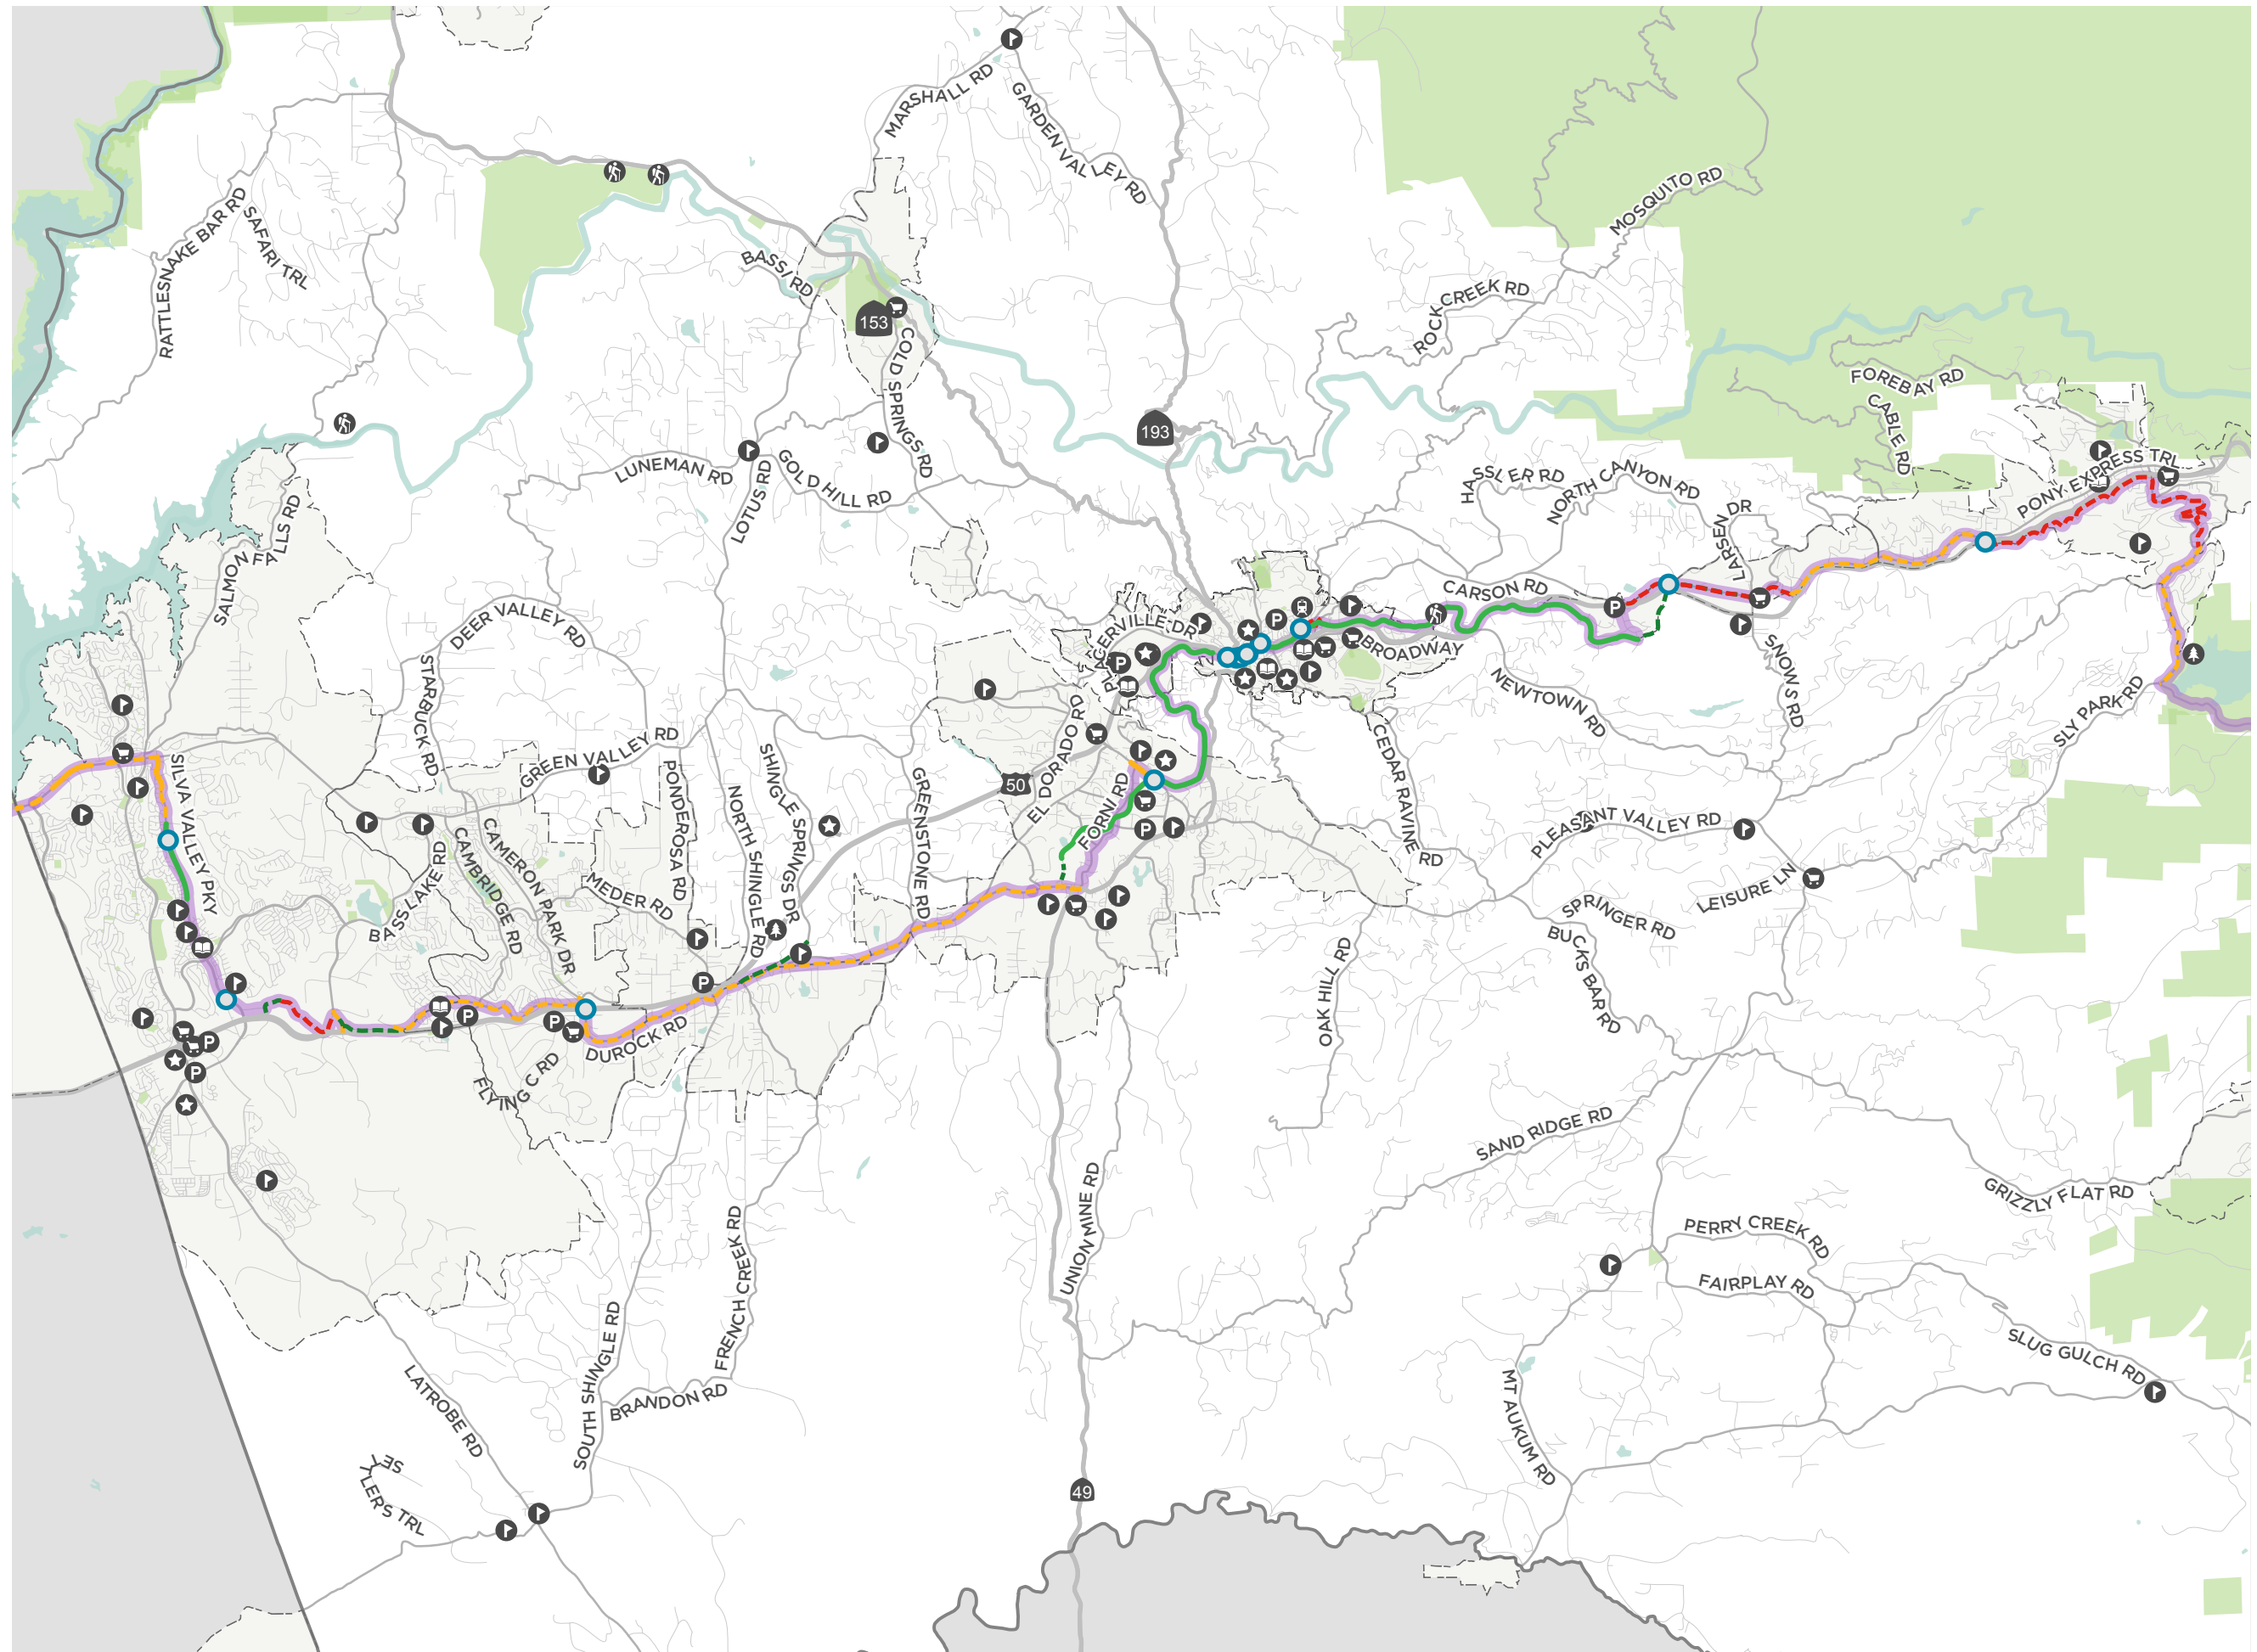 MARSHALL RD
GARDEN VALLEY RD
MOSQUITO RD
RATTLESNAKE BAR RD
SAFARI TRL
BASSI RD
ROCK CREEK RD
153
COLD SPRINGS RD
FOREBAY RD
CABLE RD
193
LUNEMAN RD
LOTUS RD
GOLD HILL RD
HASSLER RD
NORTH CANYON RD
PONY EXPRESS TRL
LARSEN DR
SALMON FALLS RD
CARSON RD
P
DEER VALLEY RD
PLACERVILLE DR
P
P
BROADWAY
STARBUCK RD
NEWTOWN RD
SNOWS RD
SLY PARK RD
SILVA VALLEY PKY
GREEN VALLEY RD
PONDEROSA RD
NORTH SHINGLE RD
SHINGLE SPRINGS DR
GREENSTONE RD
50
EL DORADO RD
FORNI RD
P
CEDAR RAVINE RD
PLEASANT VALLEY RD
CAMBRIDGE RD
CAMERON PARK DR
BASS LAKE RD
MEDER RD
LEISURE LN
SPRINGER RD
BUCKS BAR RD
OAK HILL RD
P
P
P
P
P
DUROCK RD
FLYING C RD
SAND RIDGE RD
UNION MINE RD
GRIZZLY FLAT RD
PERRY CREEK RD
FAIRPLAY RD
FRENCH CREEK RD
SOUTH SHINGLE RD
BRANDON RD
LATROBE RD
SLUG GULCH RD
MT AUKUM RD
SETTLERS TRL
49